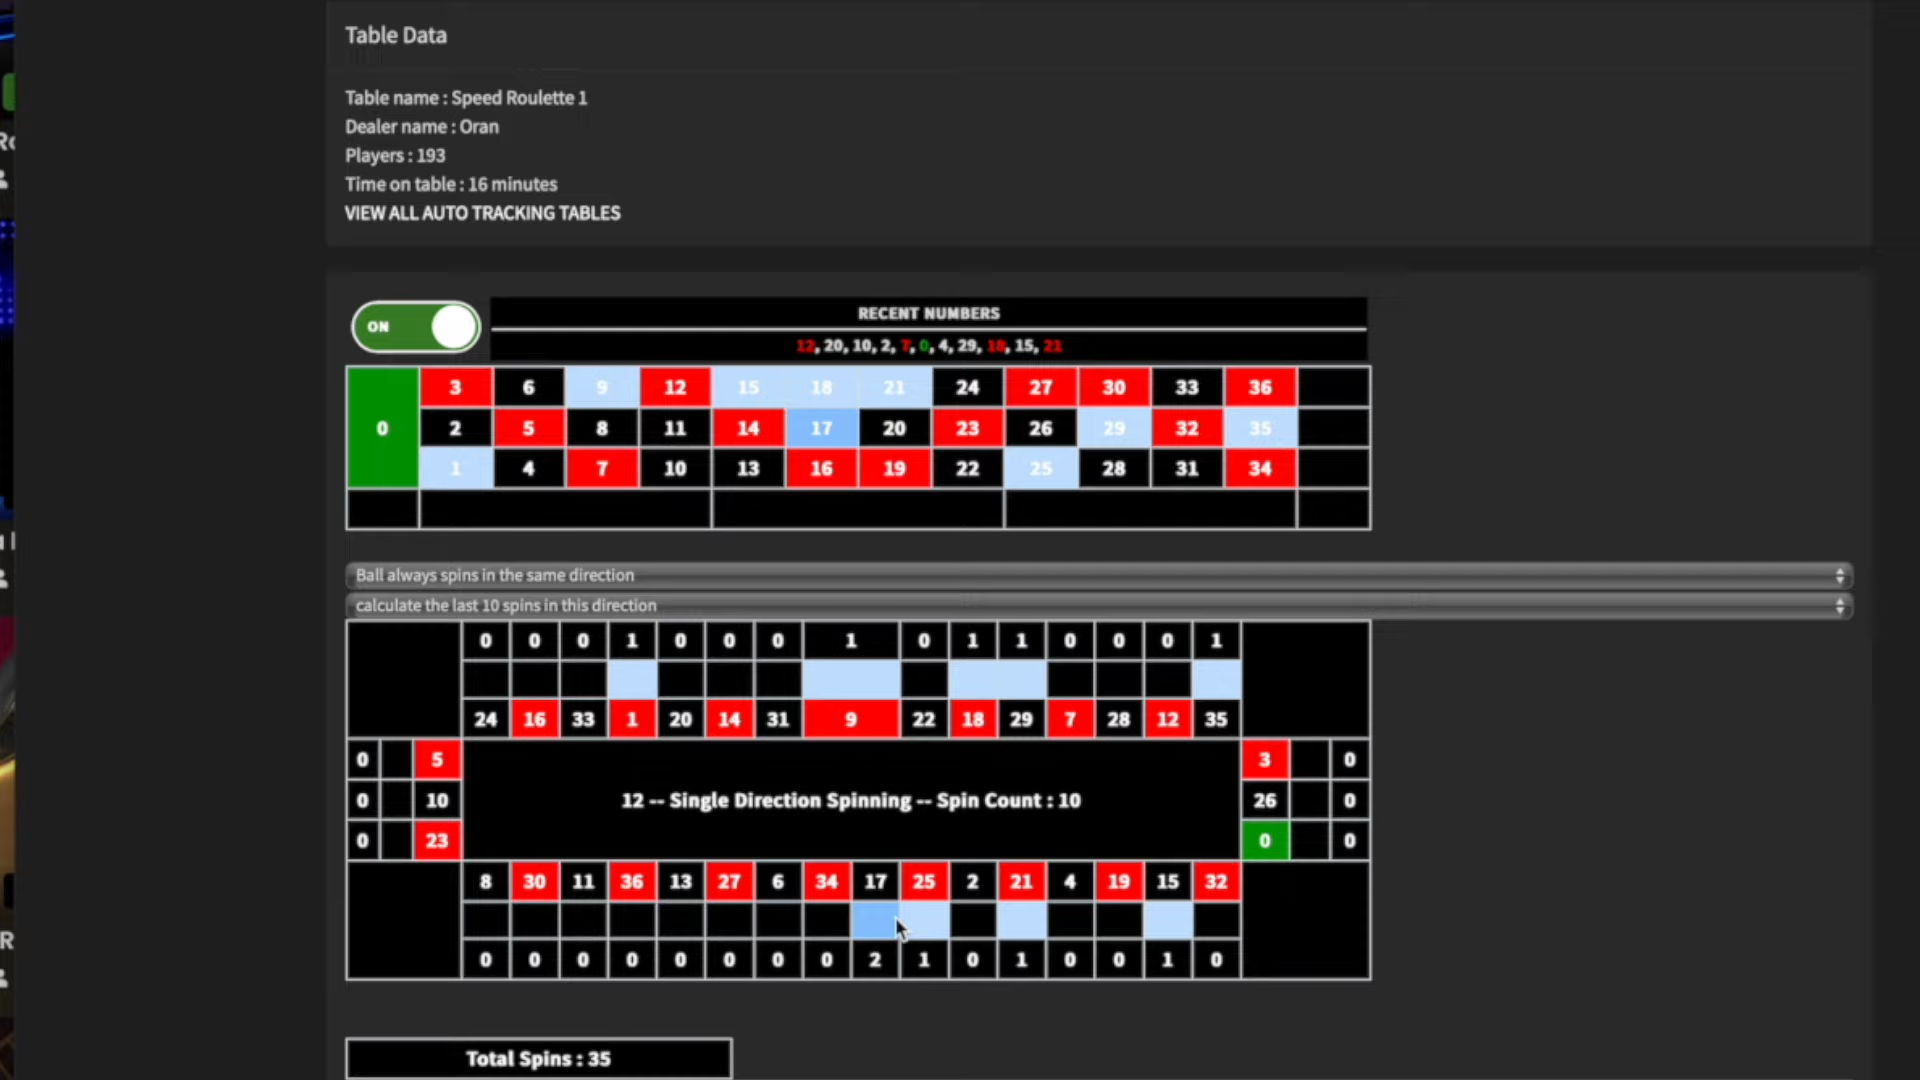 Table Data
Table name : Speed Roulette 1
Dealer name : Oran
Players : 193
Time on table : 16 minutes
VIEW ALL AUTO TRACKING TABLES
ON
RECENT NUMBERS
12, 20, 10, 2, 7, 0, 4, 29, 18, 15, 21
3 6 9 12 15 18 21 24 27 30 33 36
0 2 5 8 11 14 17 20 23 26 29 32 35
1 4 7 10 13 16 19 22 25 28 31 34
Ball always spins in the same direction
calculate the last 10 spins in this direction
0 0 0 1 0 0 0 1 0 1 1 0 0 0 1
24 16 33 1 20 14 31 9 22 18 29 7 28 12 35
0 5 3 0
0 10 12 -- Single Direction Spinning -- Spin Count : 10 26 0
0 23 0 0
8 30 11 36 13 27 6 34 17 25 2 21 4 19 15 32
0 0 0 0 0 0 0 0 2 1 0 1 0 0 1 0
Total Spins : 35